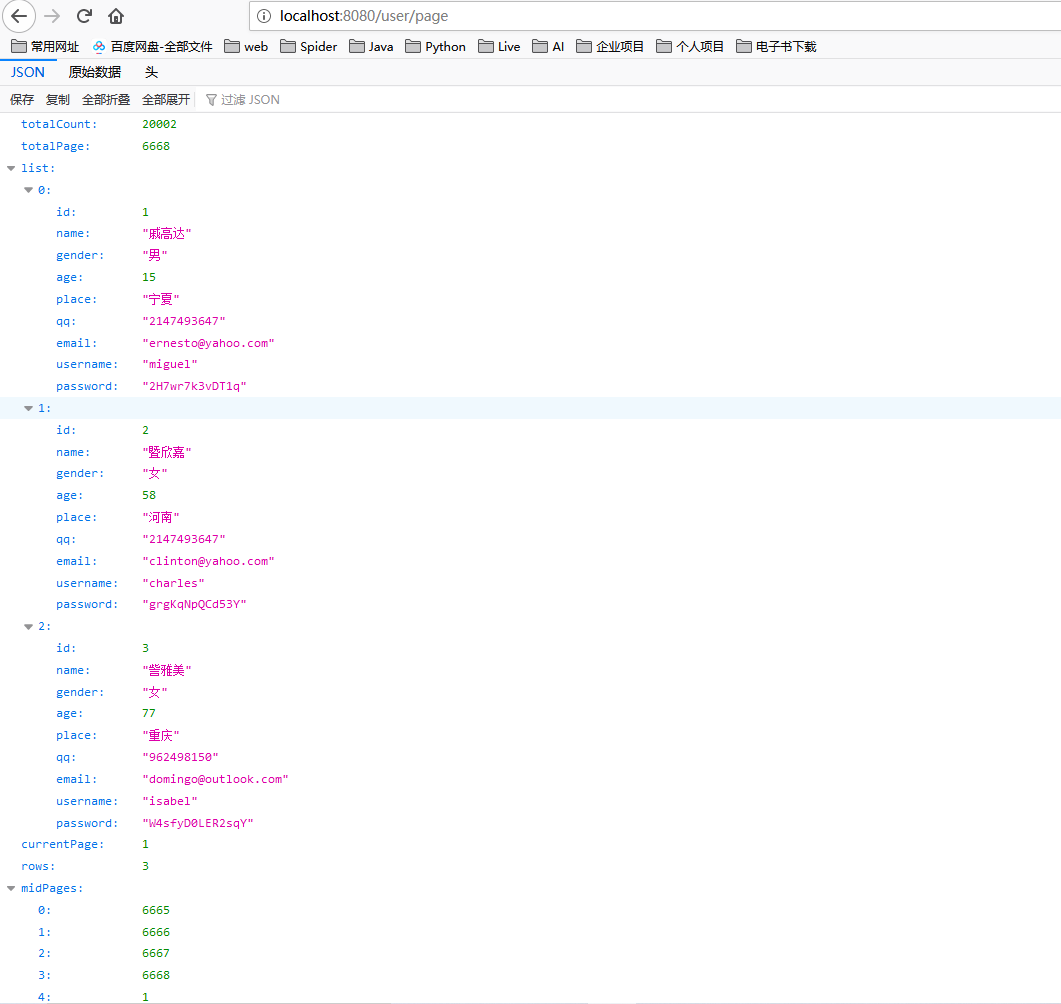 localhost:8080/user/page
常用网址 百度网盘-全部文件 web Spider Java Python Live AI 企业项目 个人项目 电子书下载
JSON 原始数据 头
保存 复制 全部折叠 全部展开 过滤 JSON
totalCount: 20002
totalPage: 6668
list:
0:
id: 1
name: "戚高达"
gender: "男"
age: 15
place: "宁夏"
qq: "2147493647"
email: "ernesto@yahoo.com"
username: "miguel"
password: "2H7wr7k3vDT1q"
1:
id: 2
name: "暨欣嘉"
gender: "女"
age: 58
place: "河南"
qq: "2147493647"
email: "clinton@yahoo.com"
username: "charles"
password: "grgKqNpQCd53Y"
2:
id: 3
name: "訾雅美"
gender: "女"
age: 77
place: "重庆"
qq: "962498150"
email: "domingo@outlook.com"
username: "isabel"
password: "W4sfyD0LER2sqY"
currentPage: 1
rows: 3
midPages:
0: 6665
1: 6666
2: 6667
3: 6668
4: 1